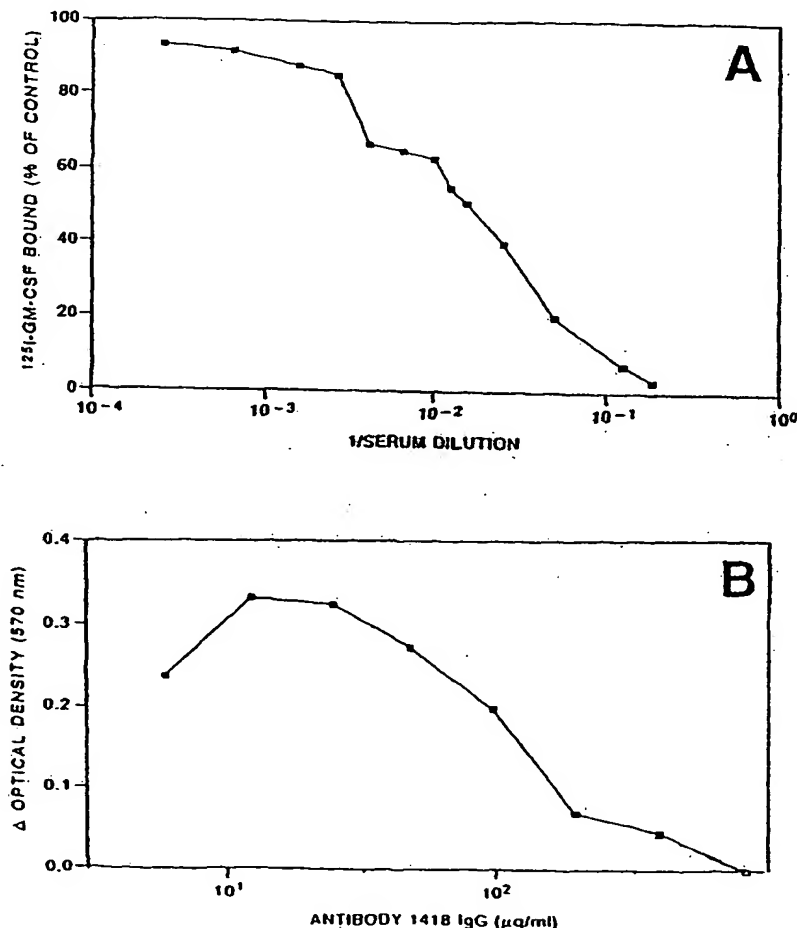 A
100
80
60
40
20
0
¹²⁵I-GM-CSF BOUND (% OF CONTROL)
10⁻⁴ 10⁻³ 10⁻² 10⁻¹ 10⁰
1/SERUM DILUTION
B
0.4
0.3
0.2
0.1
0.0
Δ OPTICAL DENSITY (570 nm)
10¹ 10²
ANTIBODY 1418 IgG (µg/ml)